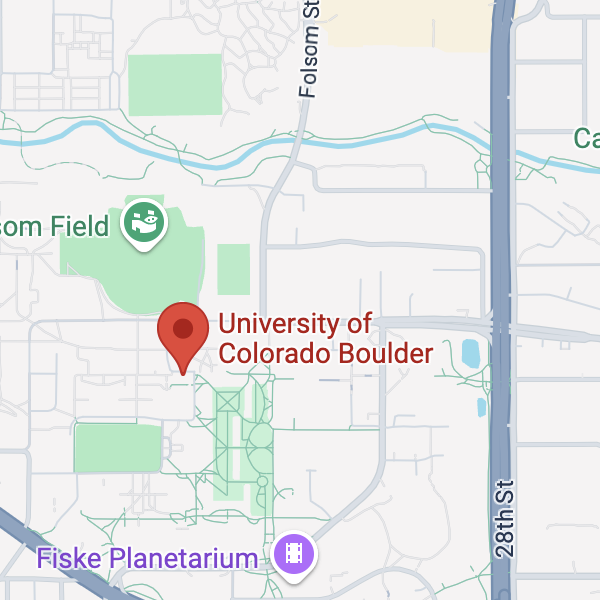 Folsom St
Ca
som Field
University of
Colorado Boulder
28th St
Fiske Planetarium